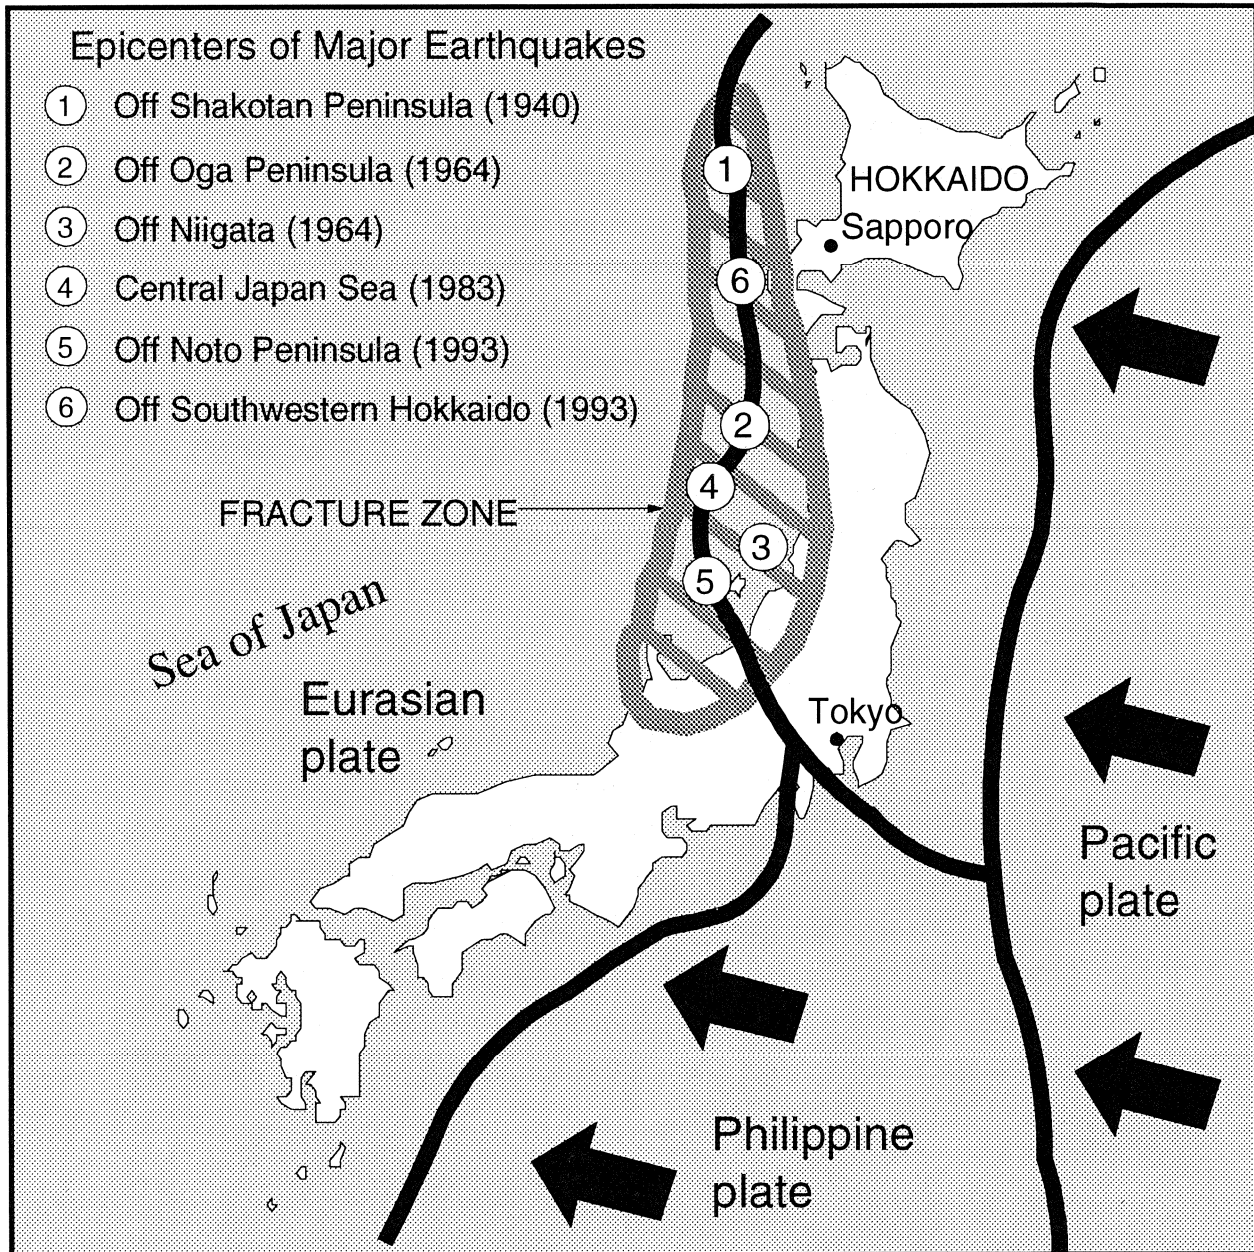 Epicenters of Major Earthquakes
1 Off Shakotan Peninsula (1940)
2 Off Oga Peninsula (1964)
3 Off Niigata (1964)
4 Central Japan Sea (1983)
5 Off Noto Peninsula (1993)
6 Off Southwestern Hokkaido (1993)
1
HOKKAIDO
Sapporo
6
2
4
FRACTURE ZONE
3
5
Sea of Japan
Eurasian
plate
Tokyo
Pacific
plate
Philippine
plate